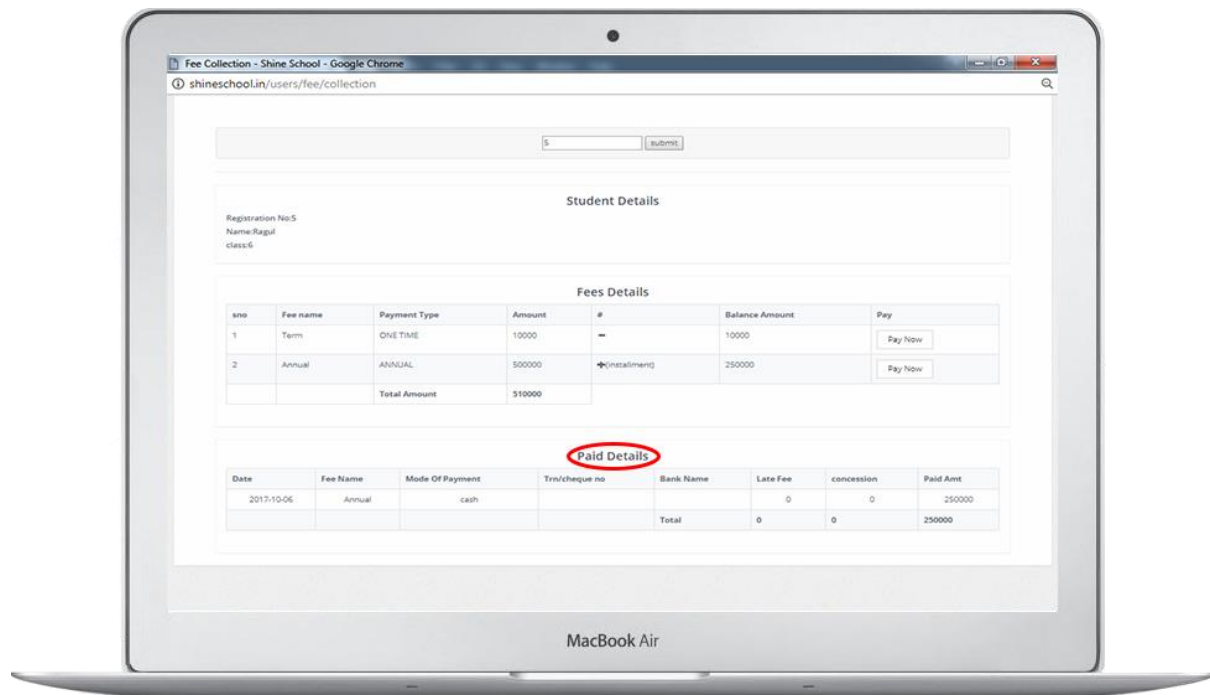 Fee Collection - Shine School - Google Chrome
shineschool.in/users/fee/collection
5 submit
Student Details
Registration No:5
Name:Ragul
class:6
Fees Details
sno Fee name Payment Type Amount # Balance Amount Pay
1 Term ONE TIME 10000 10000 Pay Now
2 Annual ANNUAL 500000 (installment) 250000 Pay Now
Total Amount 510000
Paid Details
Date Fee Name Mode Of Payment Trn/cheque no Bank Name Late Fee concession Paid Amt
2017-10-06 Annual cash 0 0 250000
Total 0 0 250000
MacBook Air